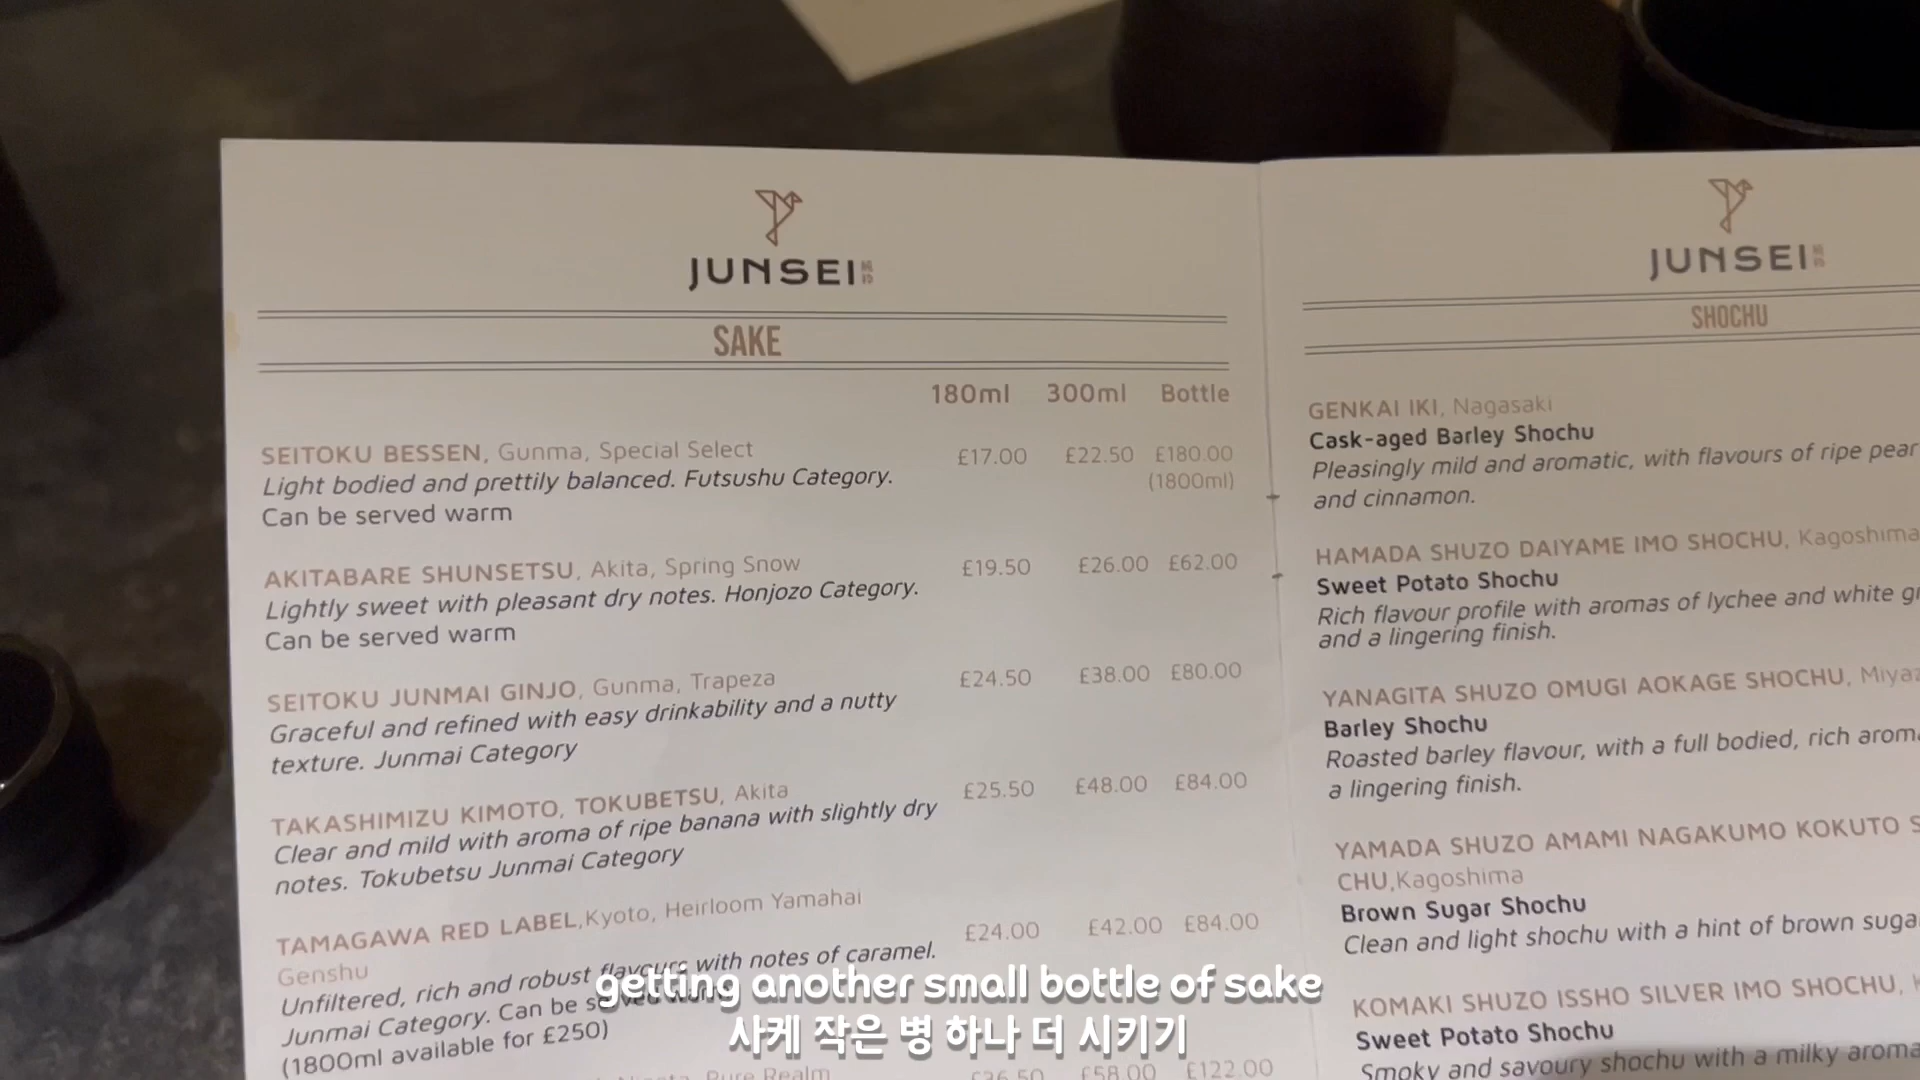 JUNSEI
SAKE
180ml 300ml Bottle
SEITOKU BESSEN, Gunma, Special Select £17.00 £22.50 £180.00
Light bodied and prettily balanced. Futsushu Category. (1800ml)
Can be served warm
AKITABARE SHUNSETSU, Akita, Spring Snow £19.50 £26.00 £62.00
Lightly sweet with pleasant dry notes. Honjozo Category.
Can be served warm
SEITOKU JUNMAI GINJO, Gunma, Trapeza £24.50 £38.00 £80.00
Graceful and refined with easy drinkability and a nutty
texture. Junmai Category
TAKASHIMIZU KIMOTO, TOKUBETSU, Akita £25.50 £48.00 £84.00
Clear and mild with aroma of ripe banana with slightly dry
notes. Tokubetsu Junmai Category
TAMAGAWA RED LABEL,Kyoto, Heirloom Yamahai £24.00 £42.00 £84.00
Genshu
Unfiltered, rich and robust flavours with notes of caramel.
Junmai Category. Can be served warm
(1800ml available for £250)
Pure Realm £36.50 £58.00 £122.00
JUNSEI
SHOCHU
GENKAI IKI, Nagasaki
Cask-aged Barley Shochu
Pleasingly mild and aromatic, with flavours of ripe pear
and cinnamon.
HAMADA SHUZO DAIYAME IMO SHOCHU, Kagoshima
Sweet Potato Shochu
Rich flavour profile with aromas of lychee and white
and a lingering finish.
YANAGITA SHUZO OMUGI AOKAGE SHOCHU,
Barley Shochu
Roasted barley flavour, with a full bodied, rich
a lingering finish.
YAMADA SHUZO AMAMI NAGAKUMO KOKUTO
CHU,Kagoshima
Brown Sugar Shochu
Clean and light shochu with a hint of brown
KOMAKI SHUZO ISSHO SILVER IMO SHOCHU,
Sweet Potato Shochu
Smoky and savoury shochu with a milky
getting another small bottle of sake
사케 작은 병 하나 더 시키기